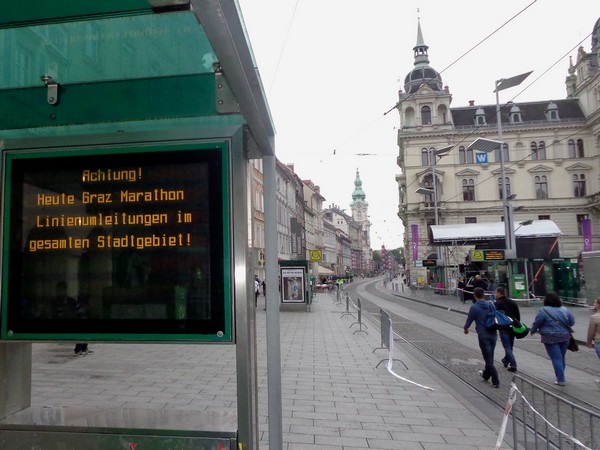 Achtung!
Heute Graz Marathon
Linienumleitungen im
gesamten Stadtgebiet!
W